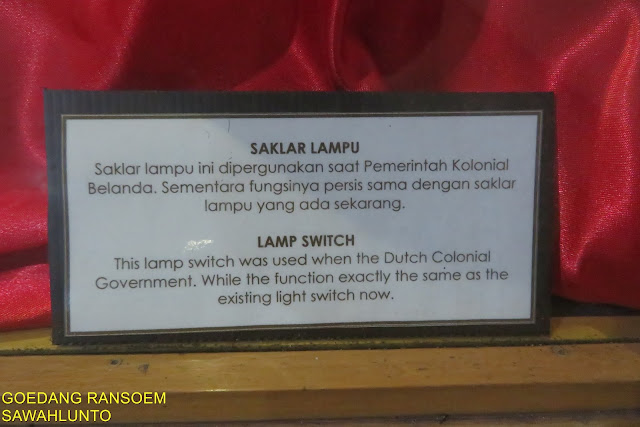 SAKLAR LAMPU
Saklar lampu ini dipergunakan saat Pemerintah Kolonial
Belanda. Sementara fungsinya persis sama dengan saklar
lampu yang ada sekarang.
LAMP SWITCH
This lamp switch was used when the Dutch Colonial
Government. While the function exactly the same as the
existing light switch now.
GOEDANG RANSOEM
SAWAHLUNTO